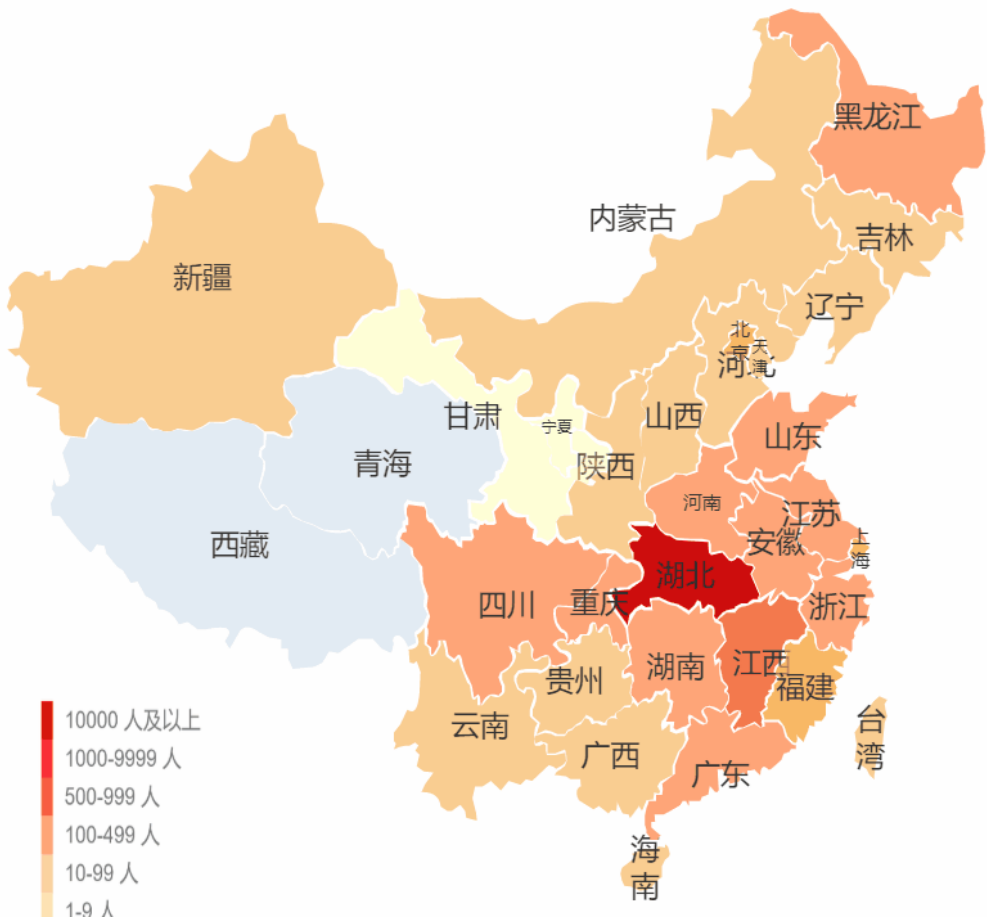 黑龙江
内蒙古
吉林
新疆
辽宁
北京
天津
河北
甘肃
宁夏
山西
山东
青海
陕西
河南
江苏
西藏
安徽
上海
湖北
四川
重庆
浙江
湖南
江西
贵州
福建
云南
广西
台湾
广东
海南
10000 人及以上
1000-9999 人
500-999 人
100-499 人
10-99 人
1-9 人